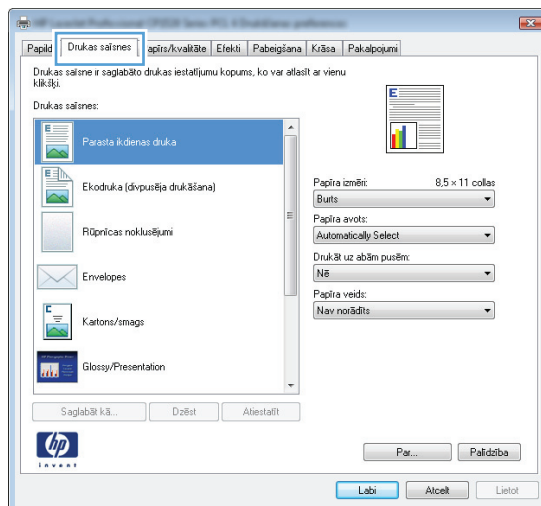 Papild
Drukas saīsnes
apīrs/kvalitāte
Efekti
Pabeigšana
Krāsa
Pakalpojumi
Drukas saīsne ir saglabāto drukas iestatījumu kopums, ko var atlasīt ar vienu
klikšķi.
Drukas saīsnes:
Parasta ikdienas druka
Ekodruka (divpusēja drukāšana)
Rūpnīcas noklusējumi
Envelopes
Kartons/smags
Glossy/Presentation
Saglabāt kā...
Dzēst
Atiestatīt
Papīra izmēri:
8,5 × 11 collas
Burts
Papīra avots:
Automatically Select
Drukāt uz abām pusēm:
Nē
Papīra veids:
Nav norādīts
hp
invent
Par...
Palīdzība
Labi
Atcelt
Lietot